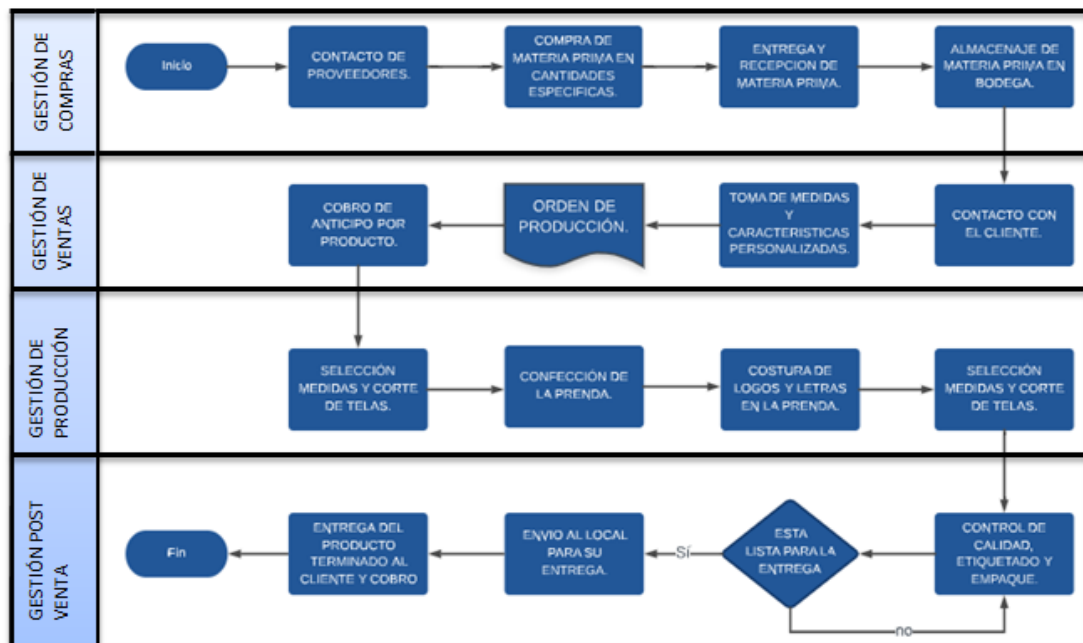 GESTIÓN DE
COMPRAS
Inicio
CONTACTO DE
PROVEEDORES.
COMPRA DE
MATERIA PRIMA EN
CANTIDADES
ESPECIFICAS.
ENTREGA Y
RECEPCION DE
MATERIA PRIMA.
ALMACENAJE DE
MATERIA PRIMA EN
BODEGA.
GESTIÓN DE
VENTAS
COBRO DE
ANTICIPO POR
PRODUCTO.
ORDEN DE
PRODUCCIÓN.
TOMA DE MEDIDAS
Y
CARACTERISTICAS
PERSONALIZADAS.
CONTACTO CON
EL CLIENTE.
GESTIÓN DE
PRODUCCIÓN
SELECCIÓN
MEDIDAS Y CORTE
DE TELAS.
CONFECCIÓN DE
LA PRENDA.
COSTURA DE
LOGOS Y LETRAS
EN LA PRENDA.
SELECCIÓN
MEDIDAS Y CORTE
DE TELAS.
GESTIÓN POST
VENTA
Fin
ENTREGA DEL
PRODUCTO
TERMINADO AL
CLIENTE Y COBRO
ENVIO AL LOCAL
PARA SU
ENTREGA.
Sí
ESTA
LISTA PARA LA
ENTREGA
no
CONTROL DE
CALIDAD,
ETIQUETADO Y
EMPAQUE.